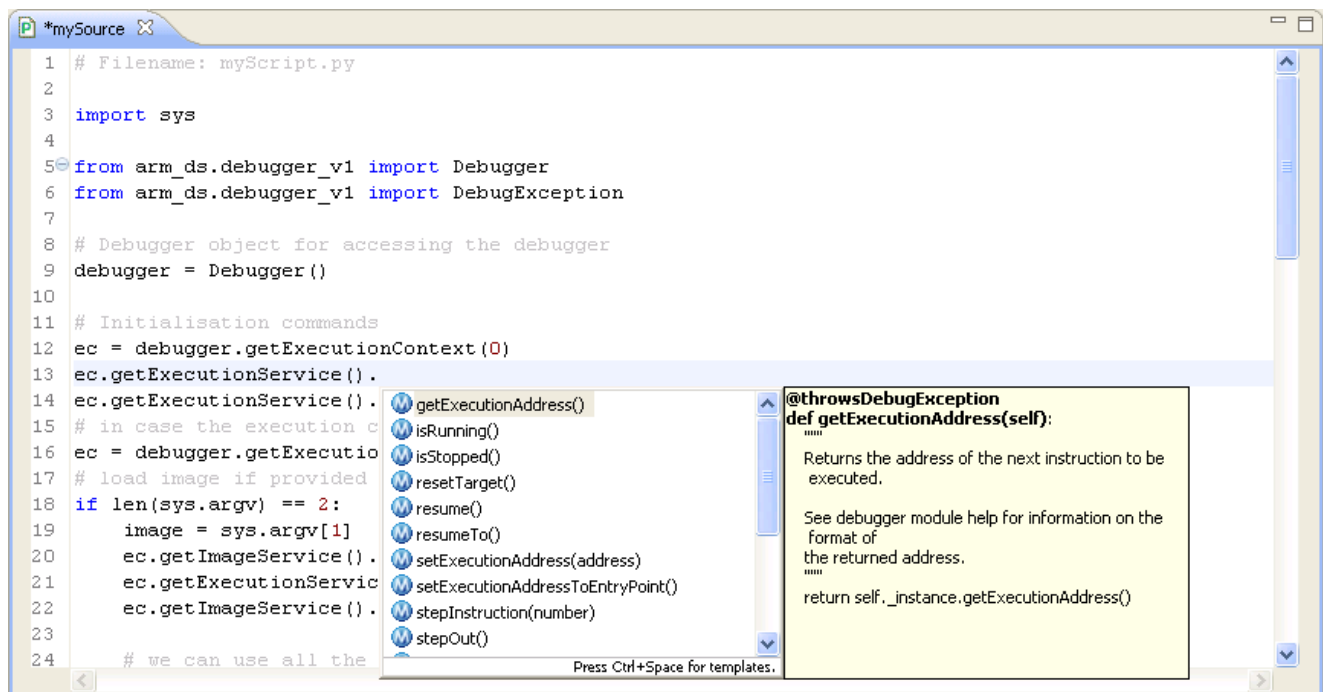 *mySource
1 # Filename: myScript.py
2
3 import sys
4
5 from arm_ds.debugger_v1 import Debugger
6 from arm_ds.debugger_v1 import DebugException
7
8 # Debugger object for accessing the debugger
9 debugger = Debugger()
10
11 # Initialisation commands
12 ec = debugger.getExecutionContext(0)
13 ec.getExecutionService().
14 ec.getExecutionService().
15 # in case the execution c
16 ec = debugger.getExecutio
17 # load image if provided
18 if len(sys.argv) == 2:
19 image = sys.argv[1]
20 ec.getImageService().
21 ec.getExecutionServic
22 ec.getImageService().
23
24 # we can use all the
getExecutionAddress()
isRunning()
isStopped()
resetTarget()
resume()
resumeTo()
setExecutionAddress(address)
setExecutionAddressToEntryPoint()
stepInstruction(number)
stepOut()
Press Ctrl+Space for templates.
@throwsDebugException
def getExecutionAddress(self):
"""
Returns the address of the next instruction to be
executed.
See debugger module help for information on the
format of
the returned address.
"""
return self._instance.getExecutionAddress()